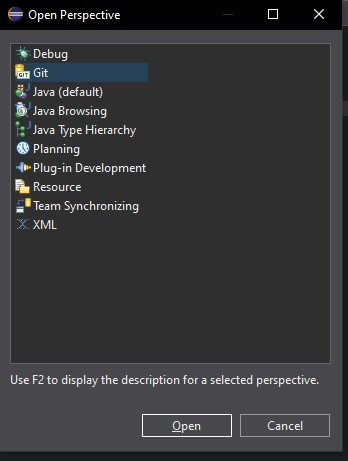 Open Perspective
Debug
GIT Git
Java (default)
Java Browsing
Java Type Hierarchy
Planning
Plug-in Development
Resource
Team Synchronizing
XML
Use F2 to display the description for a selected perspective.
Open Cancel